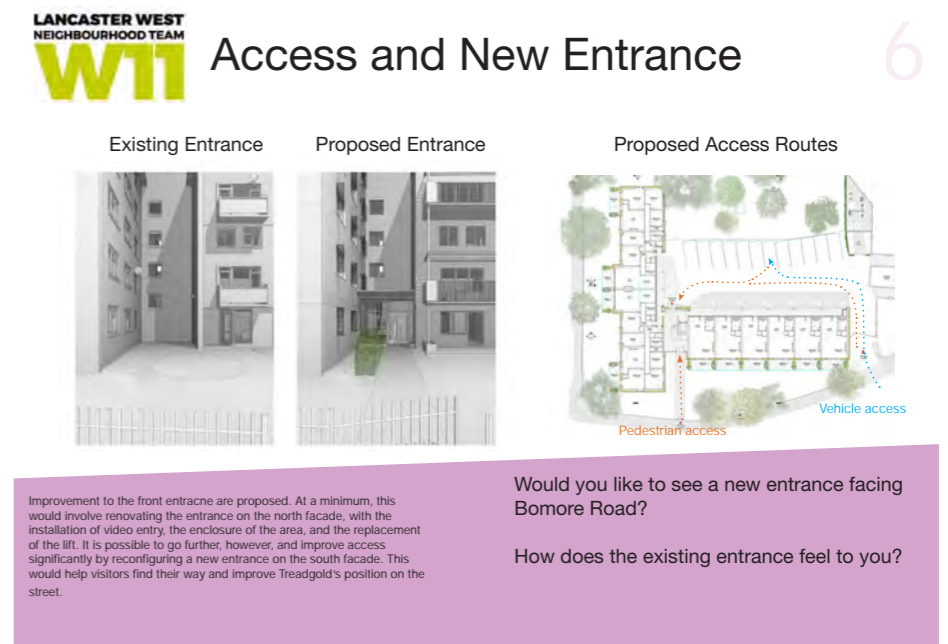 LANCASTER WEST
NEIGHBOURHOOD TEAM
W11
Access and New Entrance
6
Existing Entrance
Proposed Entrance
Proposed Access Routes
Vehicle access
Pedestrian access
Improvement to the front entracne are proposed. At a minimum, this
would involve renovating the entrance on the north facade, with the
installation of video entry, the enclosure of the area, and the replacement
of the lift. It is possible to go further, however, and improve access
significantly by reconfiguring a new entrance on the south facade. This
would help visitors find their way and improve Treadgold's position on the
street.
Would you like to see a new entrance facing
Bomore Road?
How does the existing entrance feel to you?